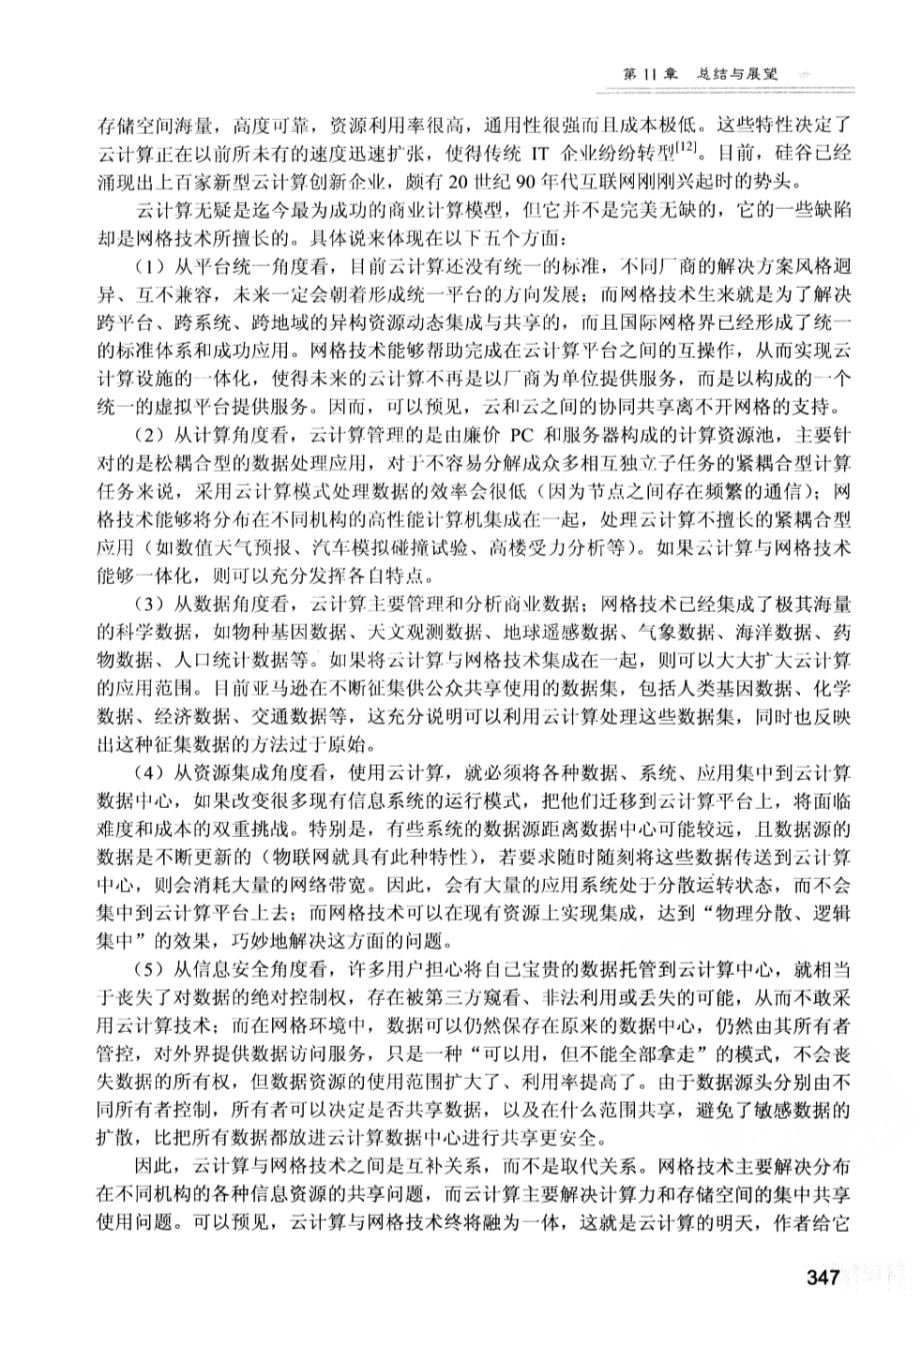 第 11 章 总结与展望
存储空间海量，高度可靠，资源利用率很高，通用性很强而且成本极低。这些特性决定了
云计算正在以前所未有的速度迅速扩张，使得传统 IT 企业纷纷转型[12]。目前，硅谷已经
涌现出上百家新型云计算创新企业，颇有 20 世纪 90 年代互联网刚刚兴起时的势头。
云计算无疑是迄今最为成功的商业计算模型，但它并不是完美无缺的，它的一些缺陷
却是网格技术所擅长的。具体说来体现在以下五个方面：
（1）从平台统一角度看，目前云计算还没有统一的标准，不同厂商的解决方案风格迥
异、互不兼容，未来一定会朝着形成统一平台的方向发展；而网格技术生来就是为了解决
跨平台、跨系统、跨地域的异构资源动态集成与共享的，而且国际网格界已经形成了统一
的标准体系和成功应用。网格技术能够帮助完成在云计算平台之间的互操作，从而实现云
计算设施的一体化，使得未来的云计算不再是以厂商为单位提供服务，而是以构成的一个
统一的虚拟平台提供服务。因而，可以预见，云和云之间的协同共享离不开网格的支持。
（2）从计算角度看，云计算管理的是由廉价 PC 和服务器构成的计算资源池，主要针
对的是松耦合型的数据处理应用，对于不容易分解成众多相互独立子任务的紧耦合型计算
任务来说，采用云计算模式处理数据的效率会很低（因为节点之间存在频繁的通信）；网
格技术能够将分布在不同机构的高性能计算机集成在一起，处理云计算不擅长的紧耦合型
应用（如数值天气预报、汽车模拟碰撞试验、高楼受力分析等）。如果云计算与网格技术
能够一体化，则可以充分发挥各自特点。
（3）从数据角度看，云计算主要管理和分析商业数据；网格技术已经集成了极其海量
的科学数据，如物种基因数据、天文观测数据、地球遥感数据、气象数据、海洋数据、药
物数据、人口统计数据等。如果将云计算与网格技术集成在一起，则可以大大扩大云计算
的应用范围。目前亚马逊在不断征集供公众共享使用的数据集，包括人类基因数据、化学
数据、经济数据、交通数据等，这充分说明可以利用云计算处理这些数据集，同时也反映
出这种征集数据的方法过于原始。
（4）从资源集成角度看，使用云计算，就必须将各种数据、系统、应用集中到云计算
数据中心，如果改变很多现有信息系统的运行模式，把他们迁移到云计算平台上，将面临
难度和成本的双重挑战。特别是，有些系统的数据源距离数据中心可能较远，且数据源的
数据是不断更新的（物联网就具有此种特性），若要求随时随刻将这些数据传送到云计算
中心，则会消耗大量的网络带宽。因此，会有大量的应用系统处于分散运转状态，而不会
集中到云计算平台上去；而网格技术可以在现有资源上实现集成，达到“物理分散、逻辑
集中”的效果，巧妙地解决这方面的问题。
（5）从信息安全角度看，许多用户担心将自己宝贵的数据托管到云计算中心，就相当
于丧失了对数据的绝对控制权，存在被第三方窥看、非法利用或丢失的可能，从而不敢采
用云计算技术；而在网格环境中，数据可以仍然保存在原来的数据中心，仍然由其所有者
管控，对外界提供数据访问服务，只是一种“可以用，但不能全部拿走”的模式，不会丧
失数据的所有权，但数据资源的使用范围扩大了、利用率提高了。由于数据源头分别由不
同所有者控制，所有者可以决定是否共享数据，以及在什么范围共享，避免了敏感数据的
扩散，比把所有数据都放进云计算数据中心进行共享更安全。
因此，云计算与网格技术之间是互补关系，而不是取代关系。网格技术主要解决分布
在不同机构的各种信息资源的共享问题，而云计算主要解决计算力和存储空间的集中共享
使用问题。可以预见，云计算与网格技术终将融为一体，这就是云计算的明天，作者给它
347